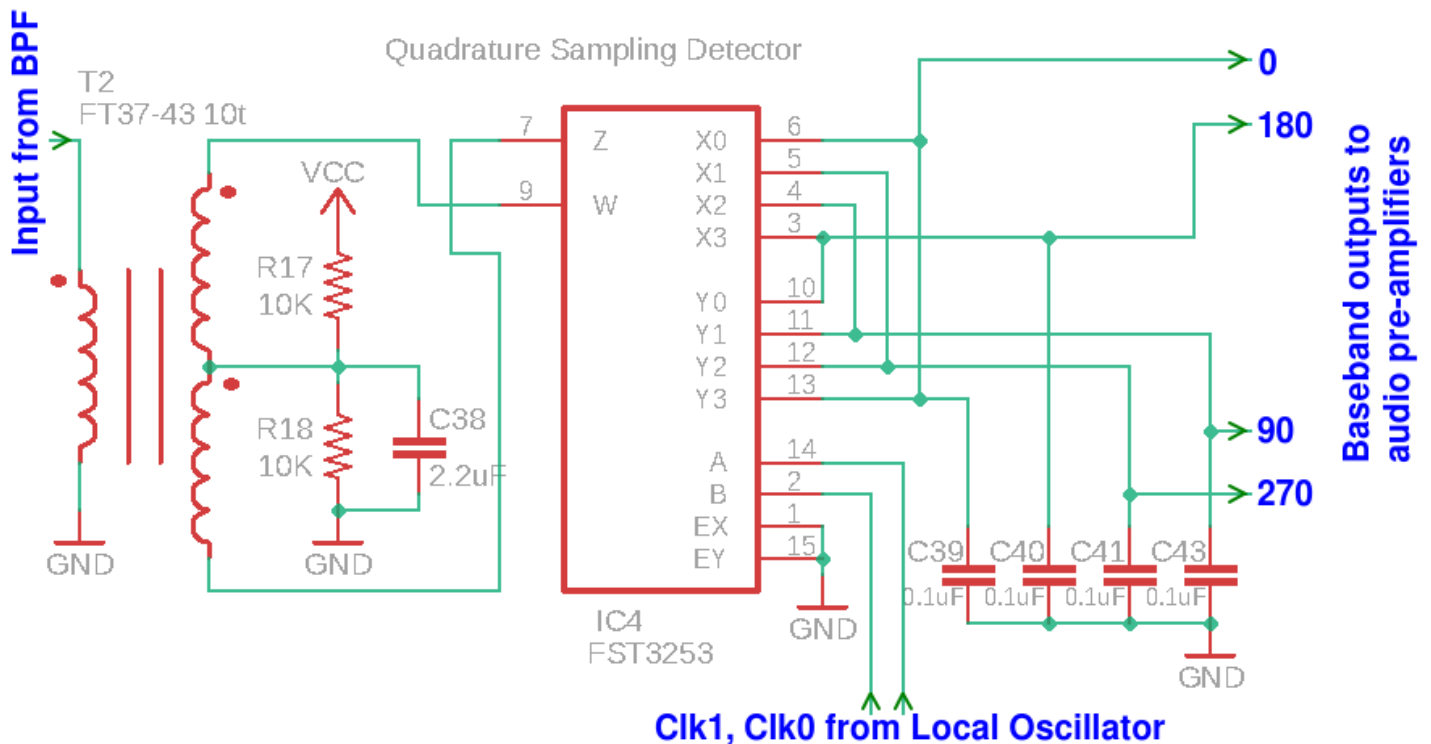 Quadrature Sampling Detector
Input from BPF
T2
FT37-43 10t
VCC
R17
10K
R18
10K
C38
2.2uF
GND
GND
7
Z
9
W
X0
6
X1
5
X2
4
X3
3
Y0
10
Y1
11
Y2
12
Y3
13
A
14
B
2
EX
1
EY
15
IC4
FST3253
GND
0
180
90
270
Baseband outputs to
audio pre-amplifiers
C39
0.1uF
C40
0.1uF
C41
0.1uF
C43
0.1uF
GND
Clk1, Clk0 from Local Oscillator